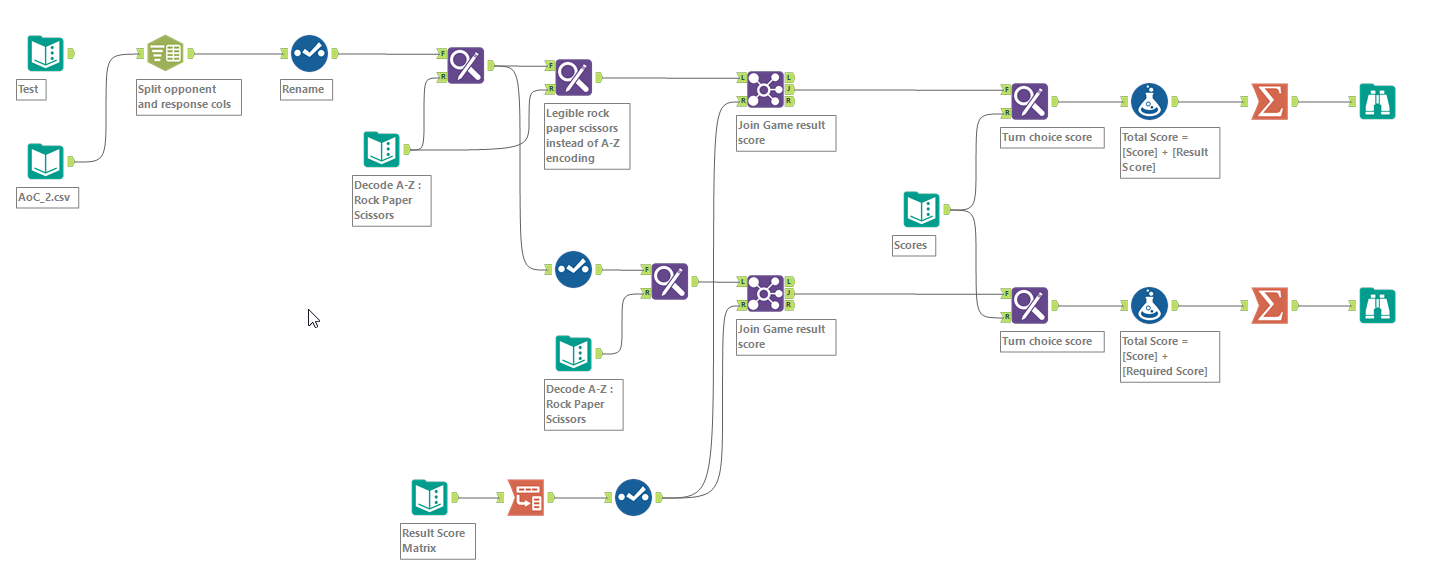 Test
Split opponent
and response cols
Rename
F
R
F
R
Legible rock
paper scissors
instead of A-Z
encoding
L
R
L
J
R
Join Game result
score
F
R
Turn choice score
Total Score =
[Score] + [Result
Score]
AoC_2.csv
Decode A-Z :
Rock Paper
Scissors
Scores
F
R
Decode A-Z :
Rock Paper
Scissors
L
R
L
J
R
Join Game result
score
F
R
Turn choice score
Total Score =
[Score] +
[Required Score]
Result Score
Matrix